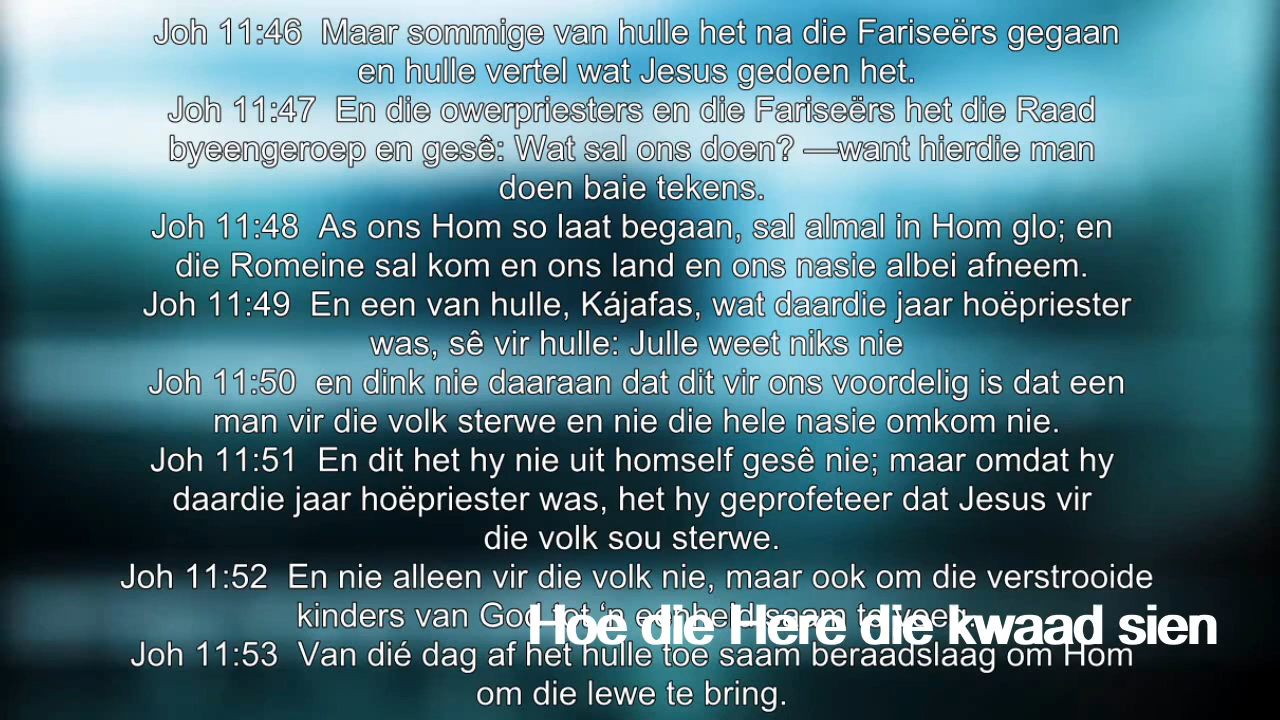 Joh 11:46  Maar sommige van hulle het na die Fariseërs gegaan
en hulle vertel wat Jesus gedoen het.
Joh 11:47  En die owerpriesters en die Fariseërs het die Raad
byeengeroep en gesê: Wat sal ons doen? —want hierdie man
doen baie tekens.
Joh 11:48  As ons Hom so laat begaan, sal almal in Hom glo; en
die Romeine sal kom en ons land en ons nasie albei afneem.
Joh 11:49  En een van hulle, Kájafas, wat daardie jaar hoëpriester
was, sê vir hulle: Julle weet niks nie
Joh 11:50  en dink nie daaraan dat dit vir ons voordelig is dat een
man vir die volk sterwe en nie die hele nasie omkom nie.
Joh 11:51  En dit het hy nie uit homself gesê nie; maar omdat hy
daardie jaar hoëpriester was, het hy geprofeteer dat Jesus vir
die volk sou sterwe.
Joh 11:52  En nie alleen vir die volk nie, maar ook om die verstrooide
kinders van God tot ‘n eenheid saam te voeg.
Hoe die Here die kwaad sien
Joh 11:53  Van dié dag af het hulle toe saam beraadslaag om Hom
om die lewe te bring.